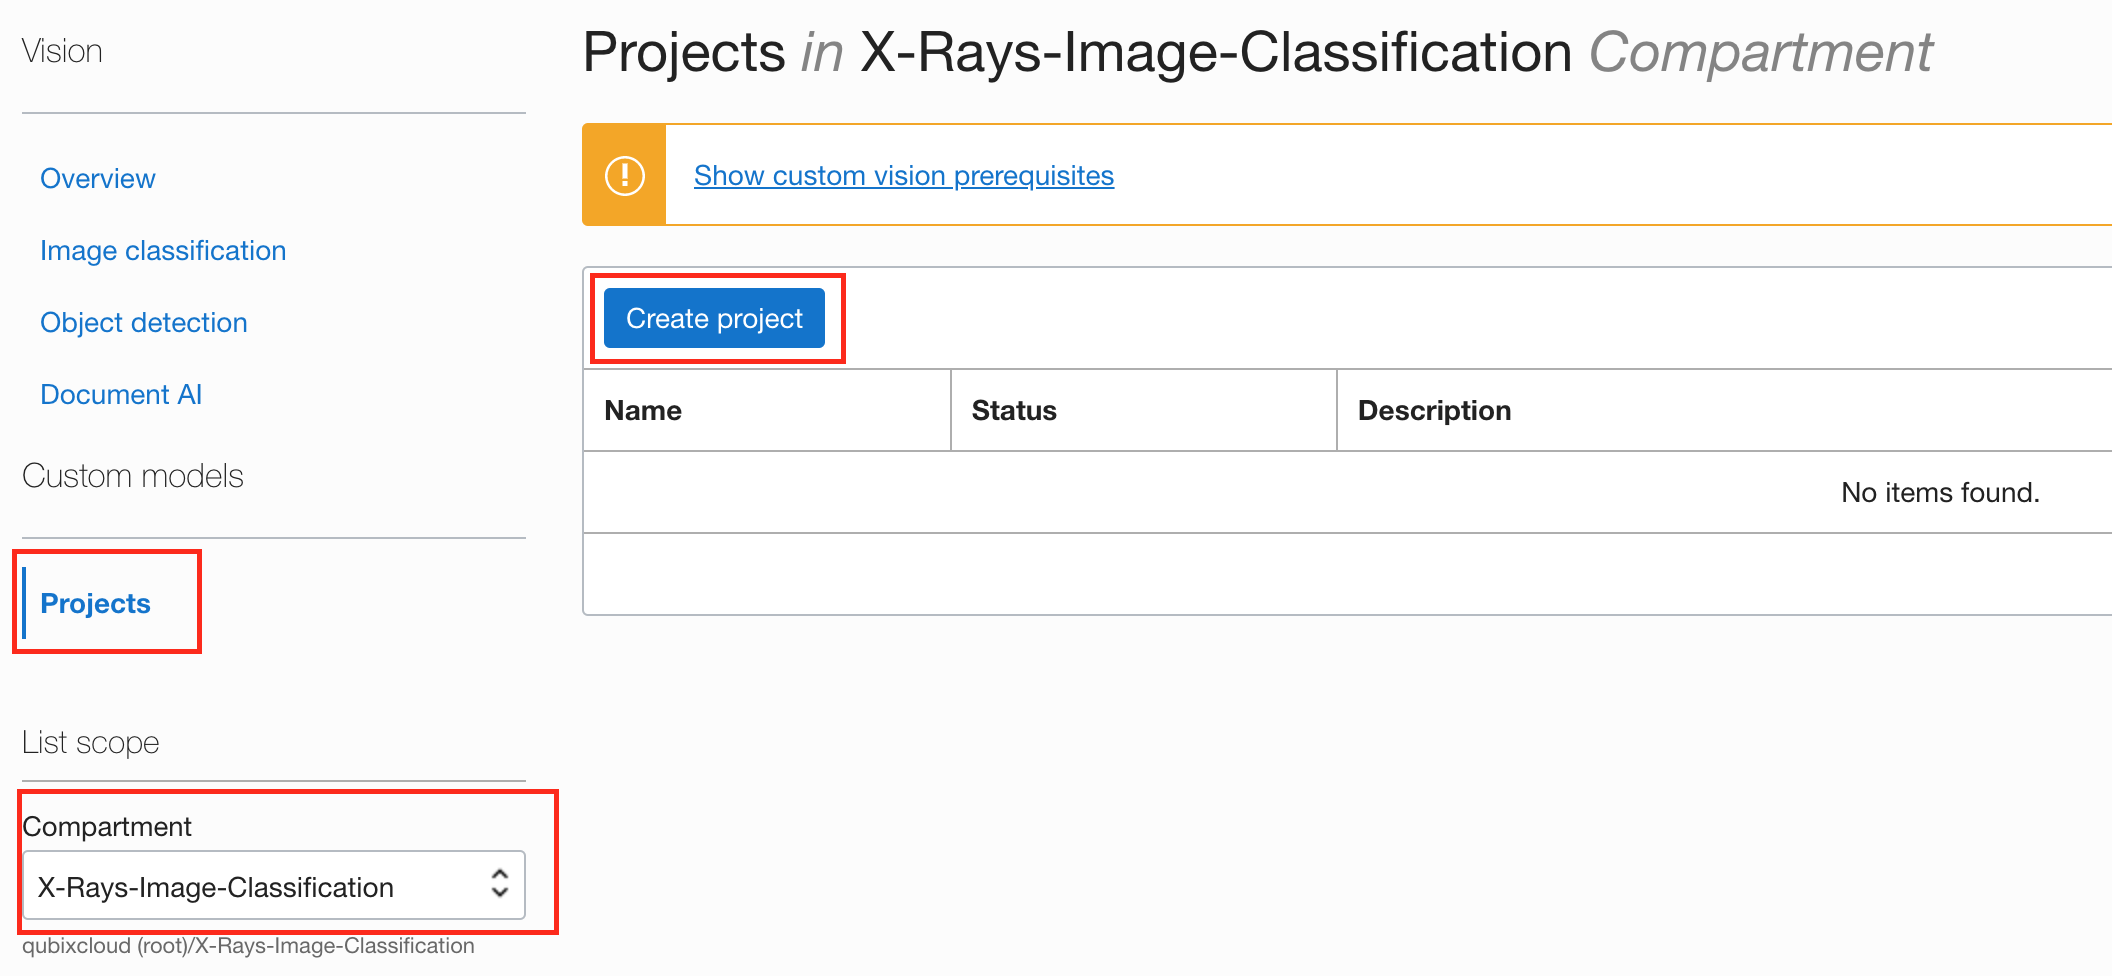 Vision
Overview
Image classification
Object detection
Document AI
Custom models
Projects
List scope
Compartment
X-Rays-Image-Classification
qubixcloud (root)/X-Rays-Image-Classification
Projects in X-Rays-Image-Classification Compartment
Show custom vision prerequisites
Create project
Name Status Description
No items found.